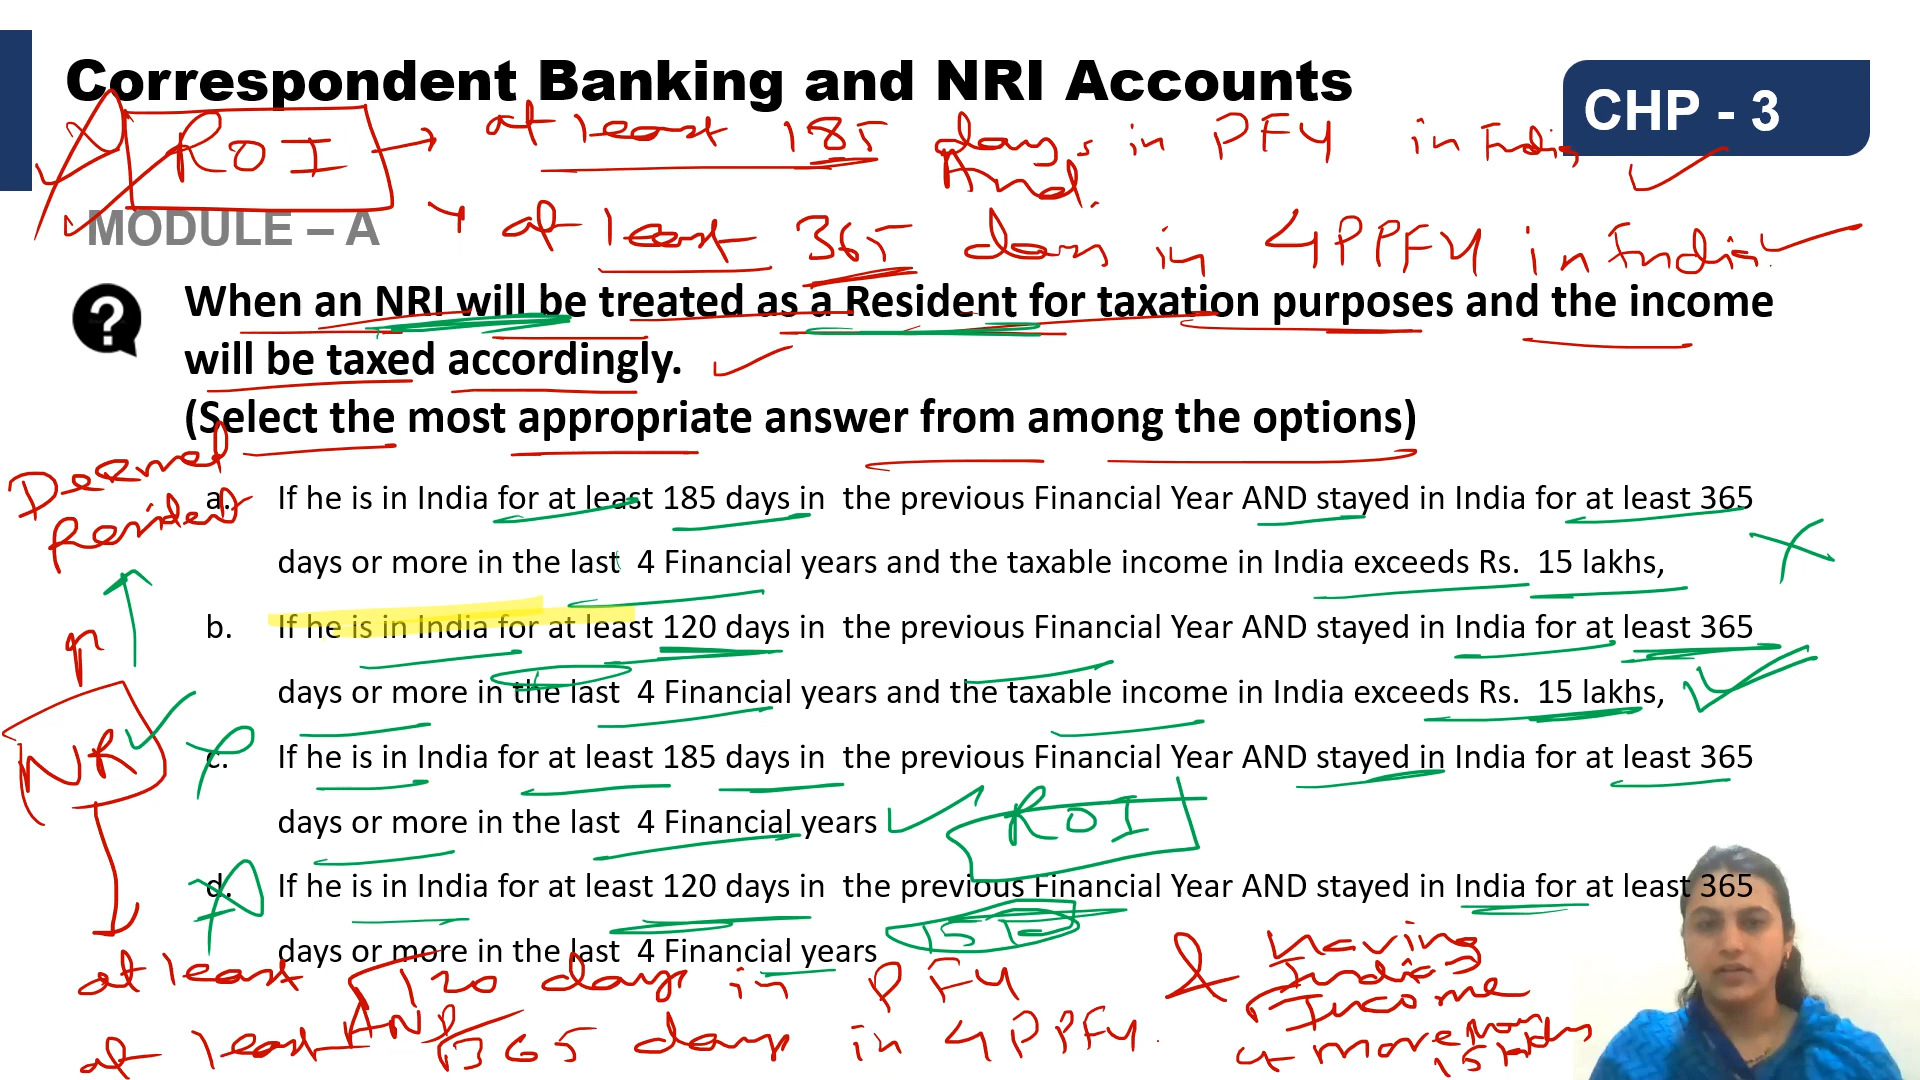 Correspondent Banking and NRI Accounts
CHP - 3
ROI → at least 185 days in PFY in India
And
at least 365 days in 4PPFY in India
MODULE – A
When an NRI will be treated as a Resident for taxation purposes and the income
will be taxed accordingly.
(Select the most appropriate answer from among the options)
Deemed
Resident
a. If he is in India for at least 185 days in the previous Financial Year AND stayed in India for at least 365
days or more in the last 4 Financial years and the taxable income in India exceeds Rs. 15 lakhs,
b. If he is in India for at least 120 days in the previous Financial Year AND stayed in India for at least 365
days or more in the last 4 Financial years and the taxable income in India exceeds Rs. 15 lakhs,
NR
c. If he is in India for at least 185 days in the previous Financial Year AND stayed in India for at least 365
days or more in the last 4 Financial years
ROI
d. If he is in India for at least 120 days in the previous Financial Year AND stayed in India for at least 365
days or more in the last 4 Financial years
at least 120 days in PFY & having
AND
Indian
Income
at least 365 days in 4PPFY.
more than
15 lakhs